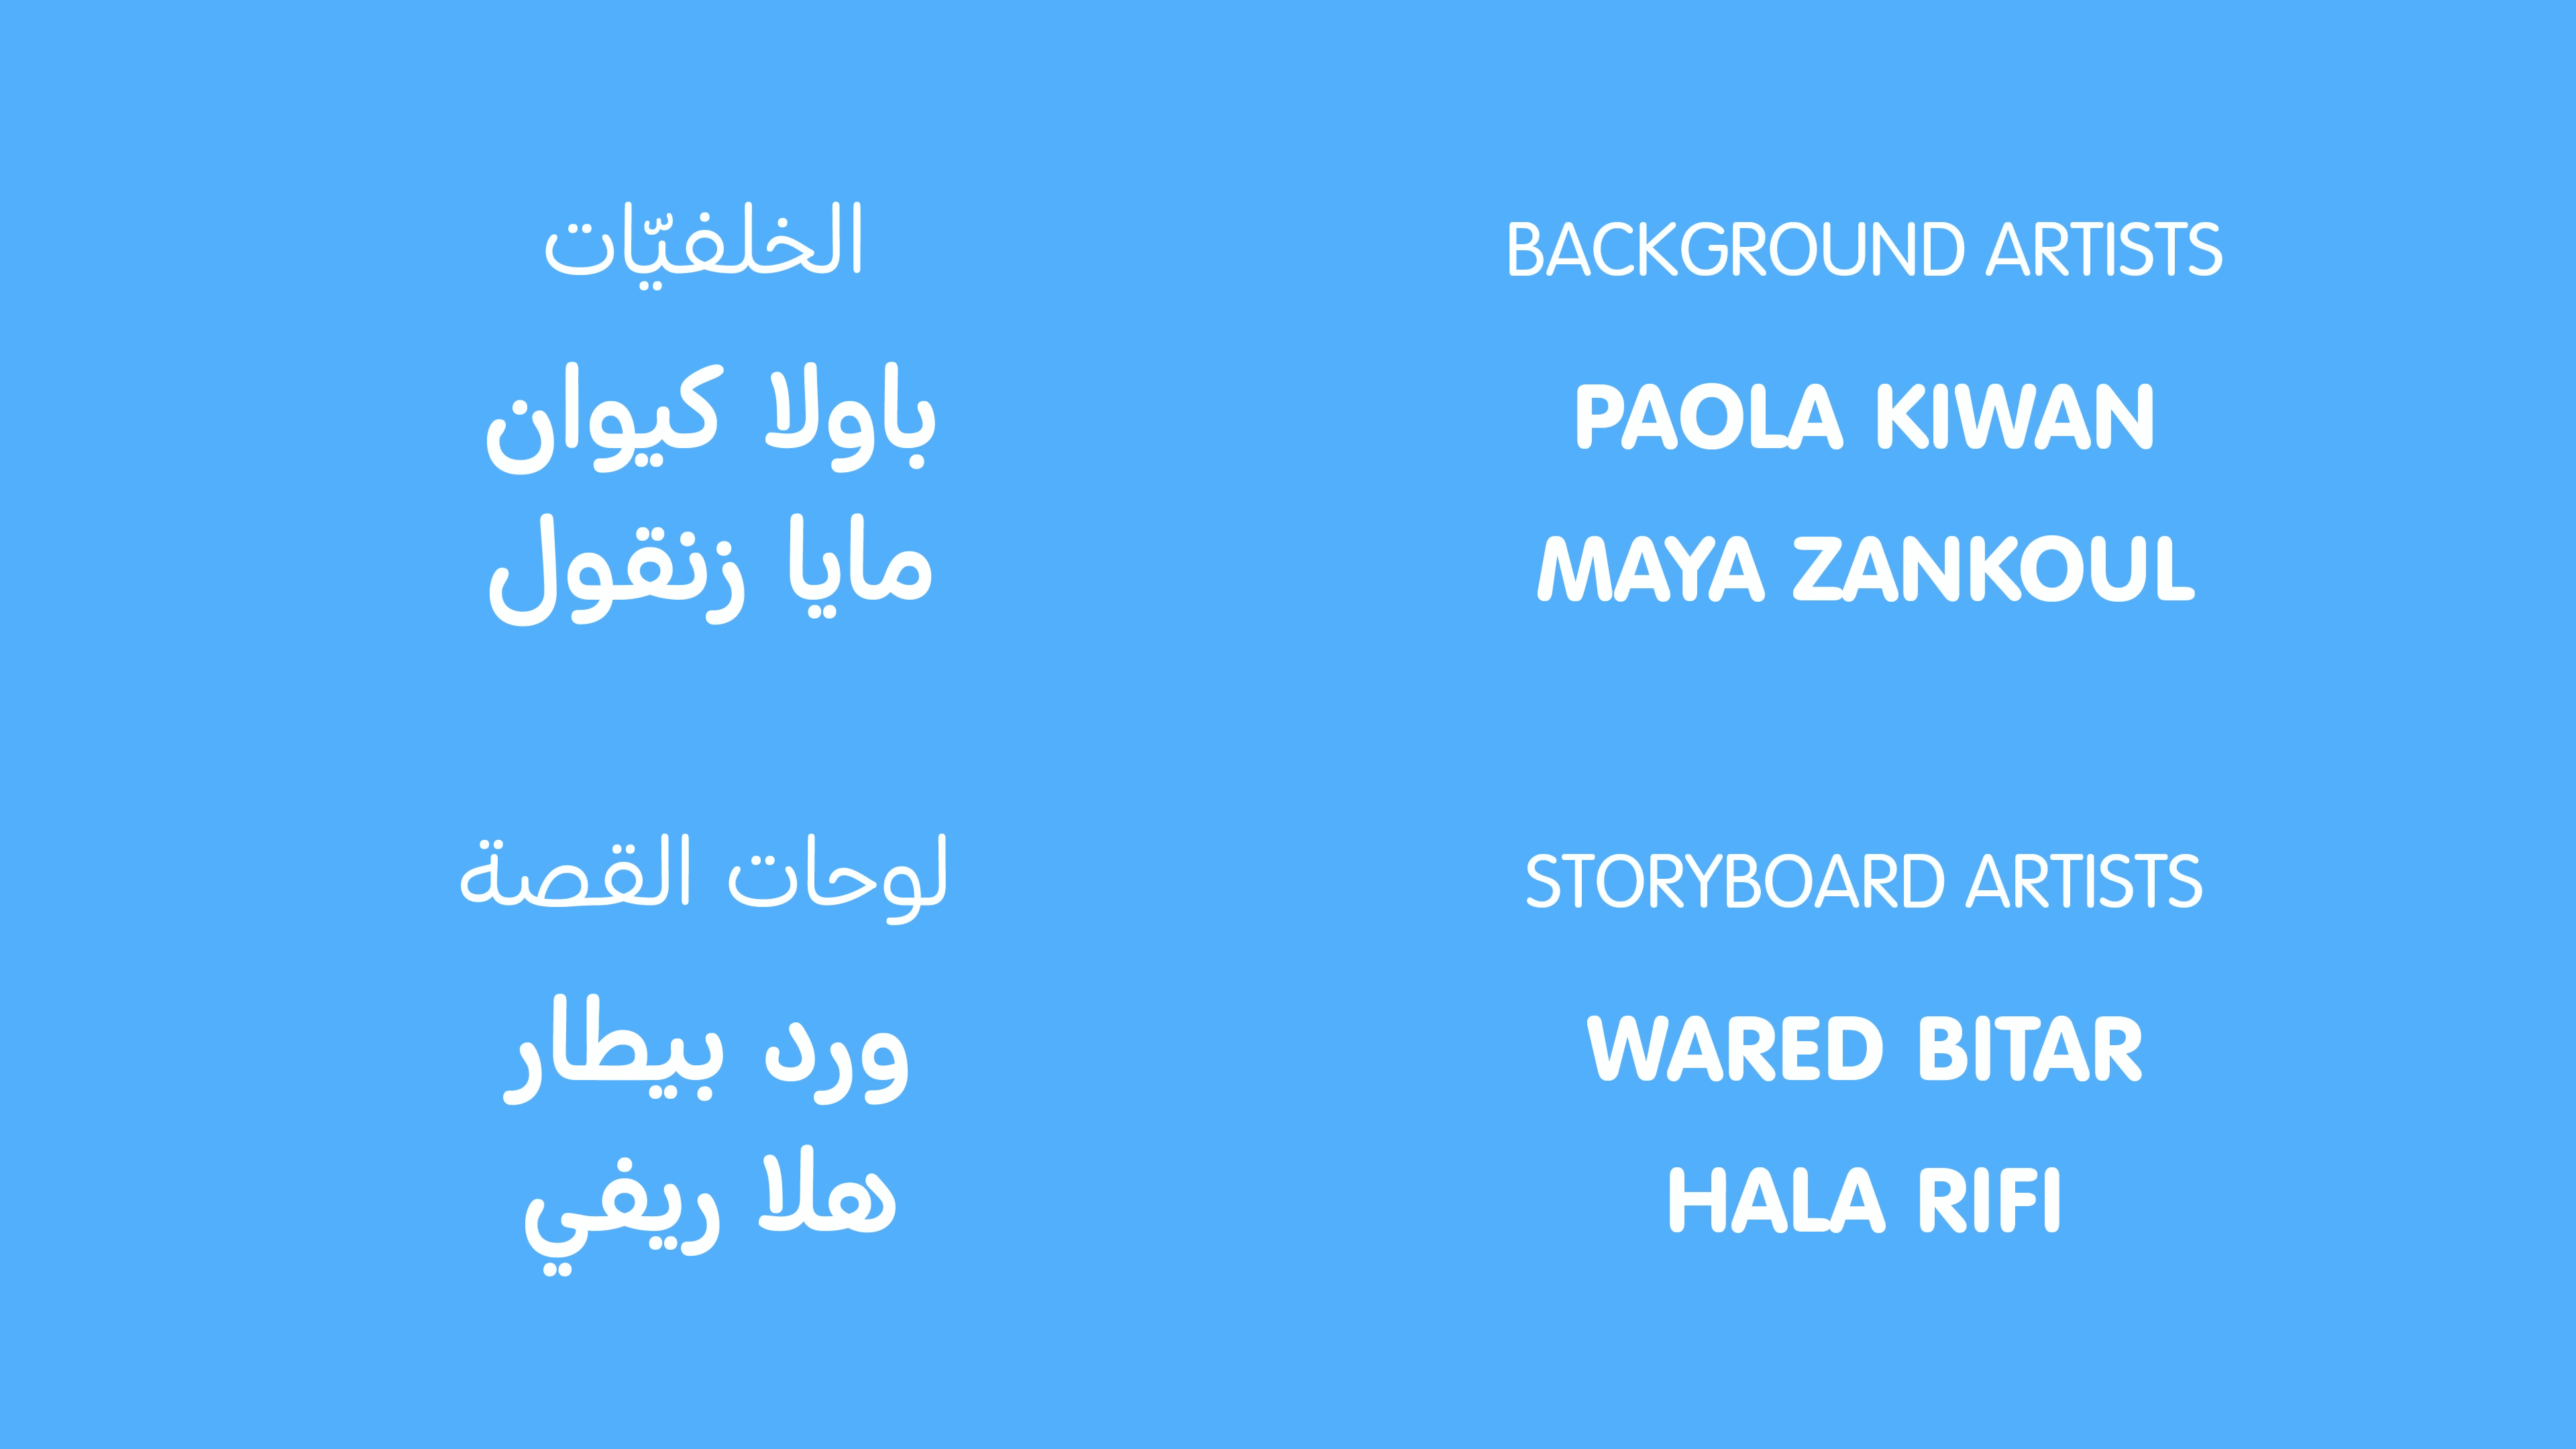 الخلفيّات
باولا كيوان
مايا زنقول
لوحات القصة
ورد بيطار
هلا ريفي
BACKGROUND ARTISTS
PAOLA KIWAN
MAYA ZANKOUL
STORYBOARD ARTISTS
WARED BITAR
HALA RIFI